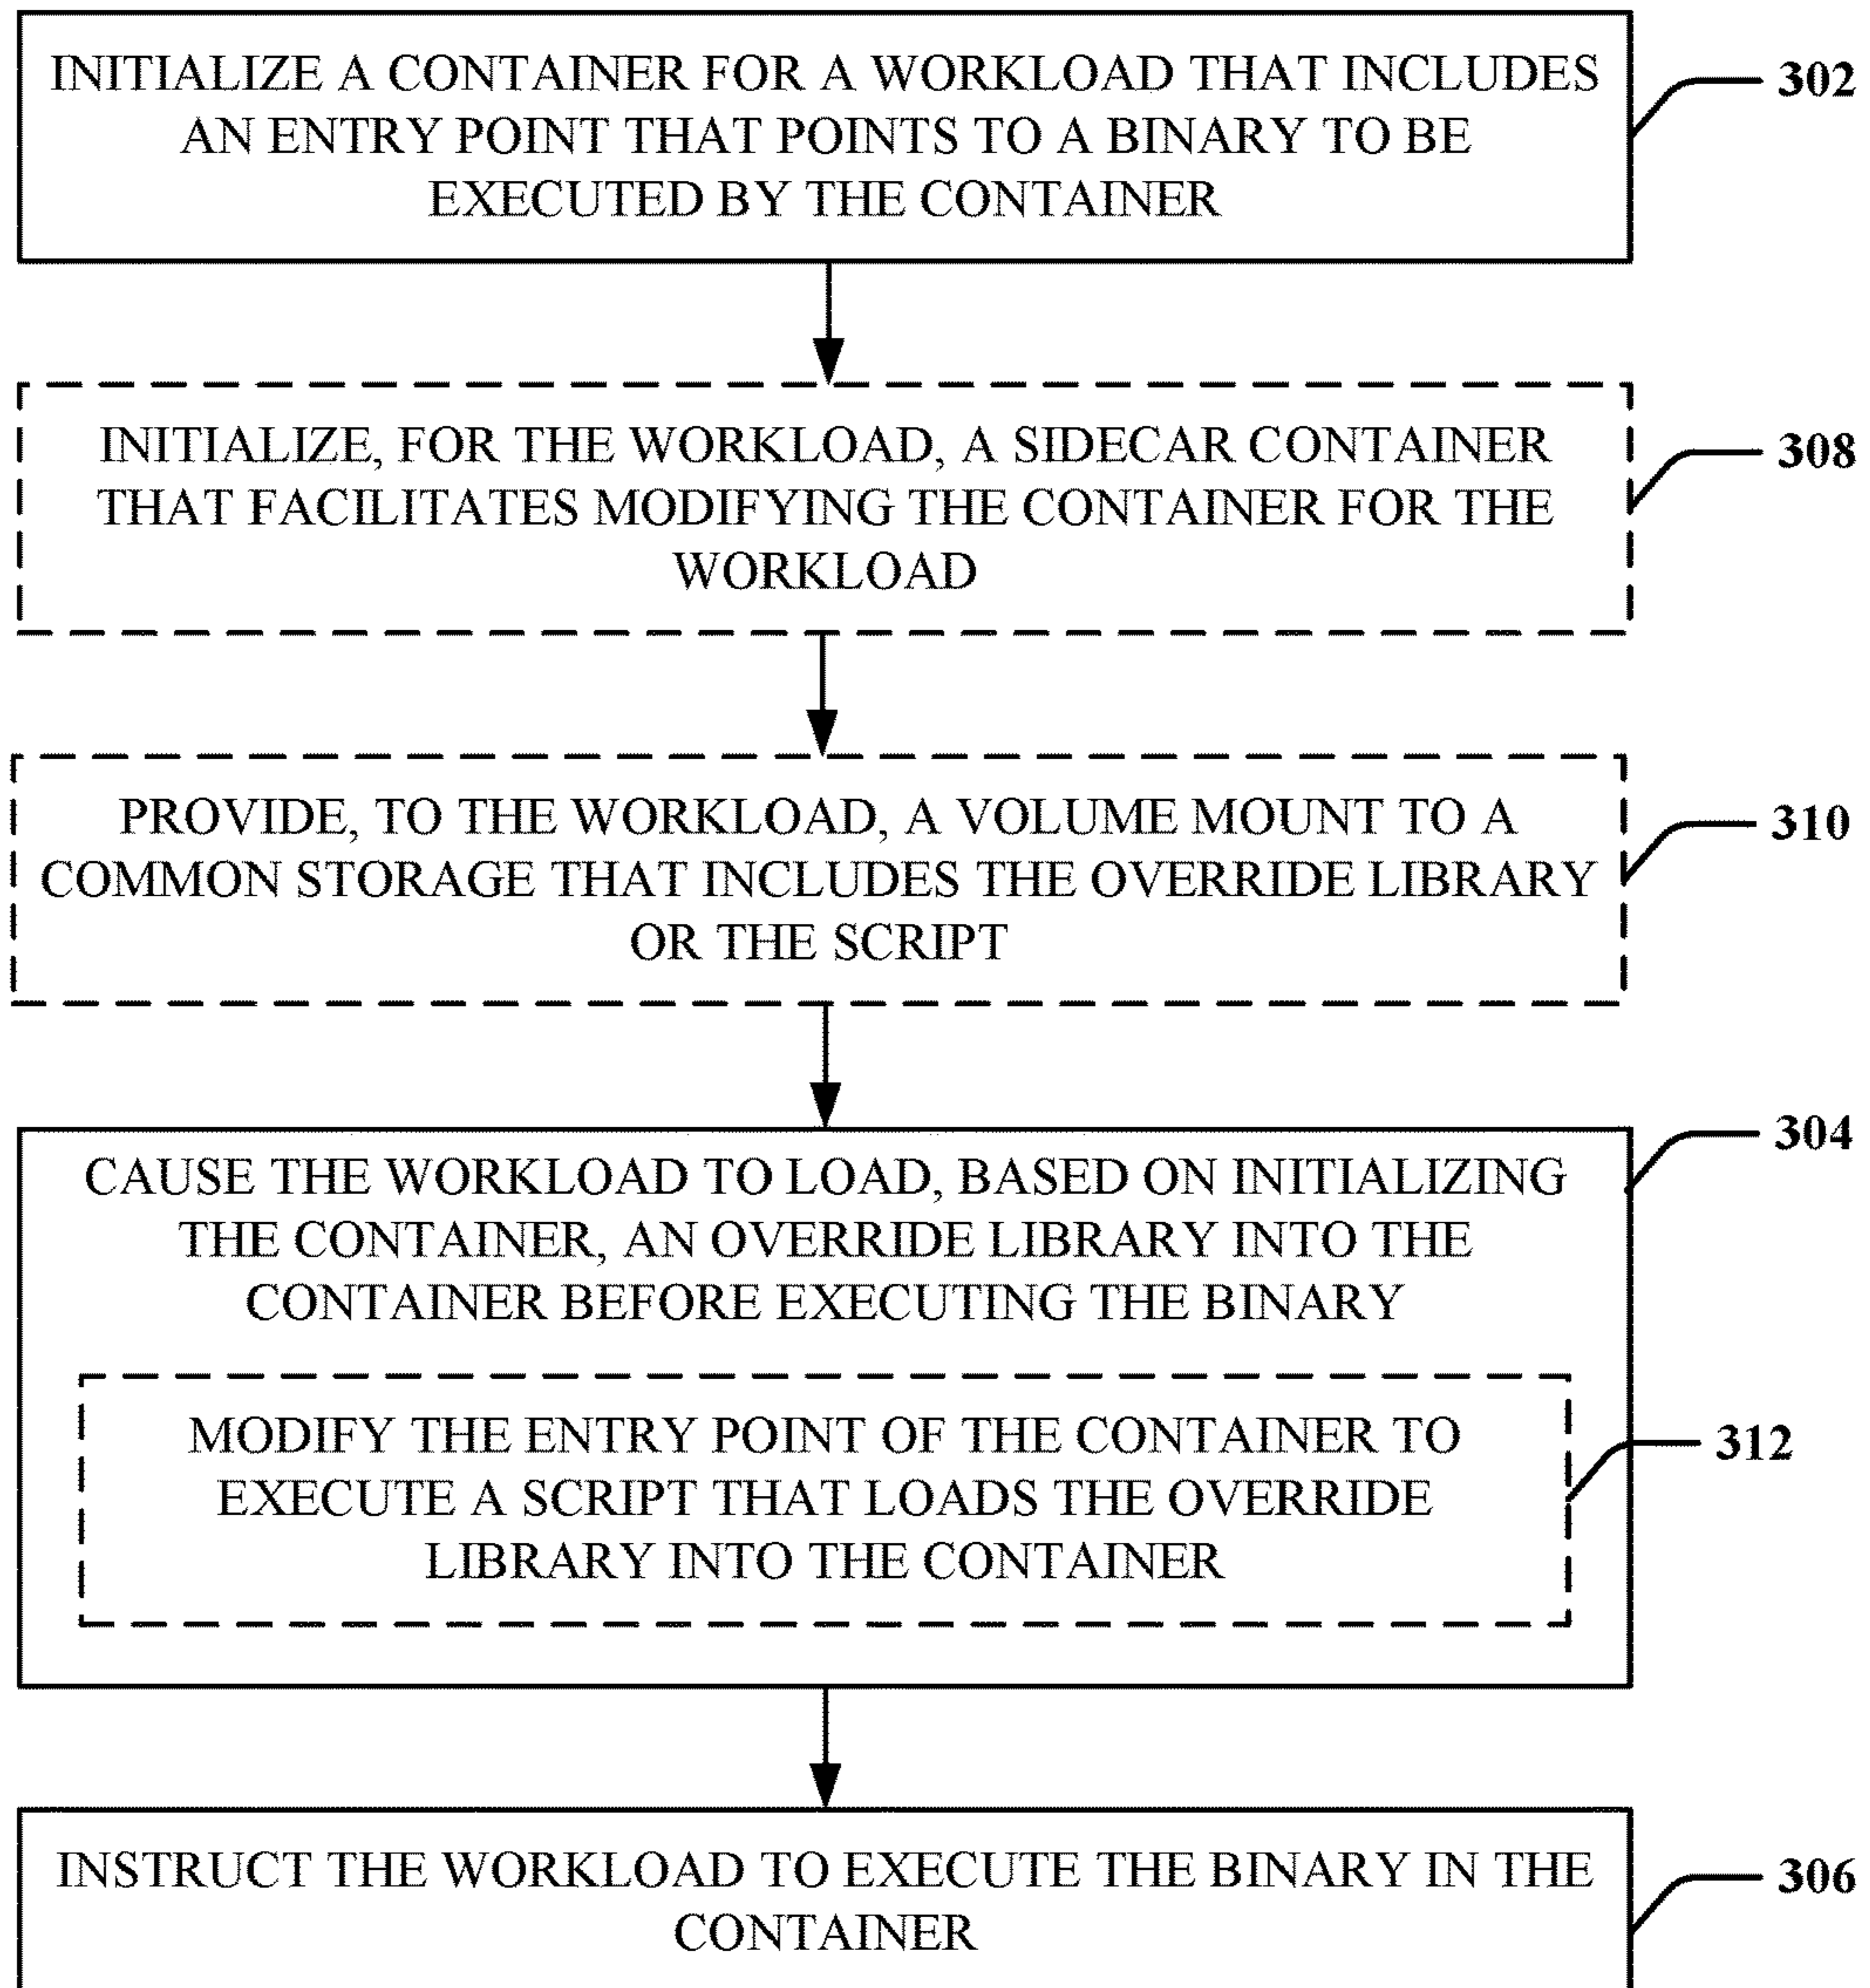 INITIALIZE A CONTAINER FOR A WORKLOAD THAT INCLUDES
AN ENTRY POINT THAT POINTS TO A BINARY TO BE
EXECUTED BY THE CONTAINER
302
INITIALIZE, FOR THE WORKLOAD, A SIDECAR CONTAINER
THAT FACILITATES MODIFYING THE CONTAINER FOR THE
WORKLOAD
308
PROVIDE, TO THE WORKLOAD, A VOLUME MOUNT TO A
COMMON STORAGE THAT INCLUDES THE OVERRIDE LIBRARY
OR THE SCRIPT
310
CAUSE THE WORKLOAD TO LOAD, BASED ON INITIALIZING
THE CONTAINER, AN OVERRIDE LIBRARY INTO THE
CONTAINER BEFORE EXECUTING THE BINARY
304
MODIFY THE ENTRY POINT OF THE CONTAINER TO
EXECUTE A SCRIPT THAT LOADS THE OVERRIDE
LIBRARY INTO THE CONTAINER
312
INSTRUCT THE WORKLOAD TO EXECUTE THE BINARY IN THE
CONTAINER
306